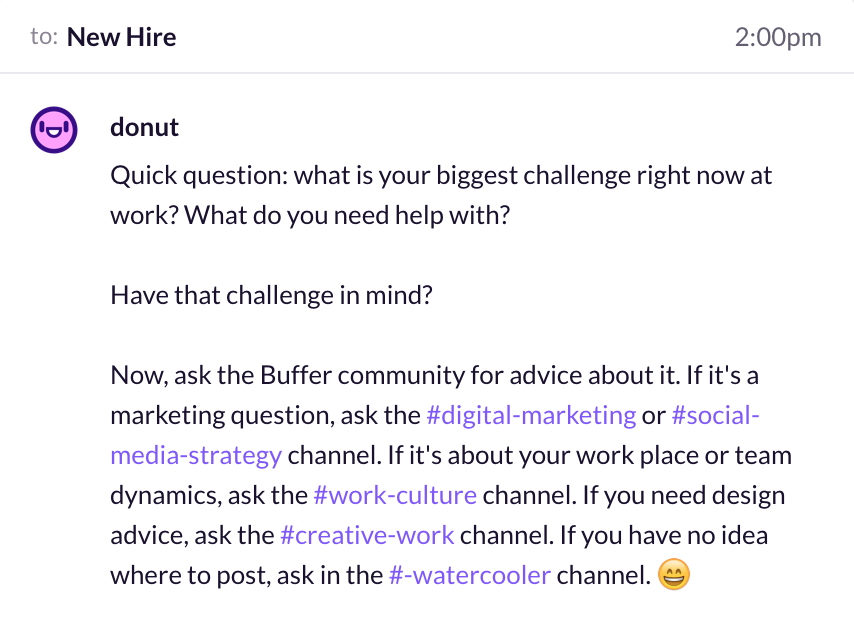 to: New Hire 2:00pm
donut
Quick question: what is your biggest challenge right now at
work? What do you need help with?
Have that challenge in mind?
Now, ask the Buffer community for advice about it. If it's a
marketing question, ask the #digital-marketing or #social-
media-strategy channel. If it's about your work place or team
dynamics, ask the #work-culture channel. If you need design
advice, ask the #creative-work channel. If you have no idea
where to post, ask in the #-watercooler channel. 😄